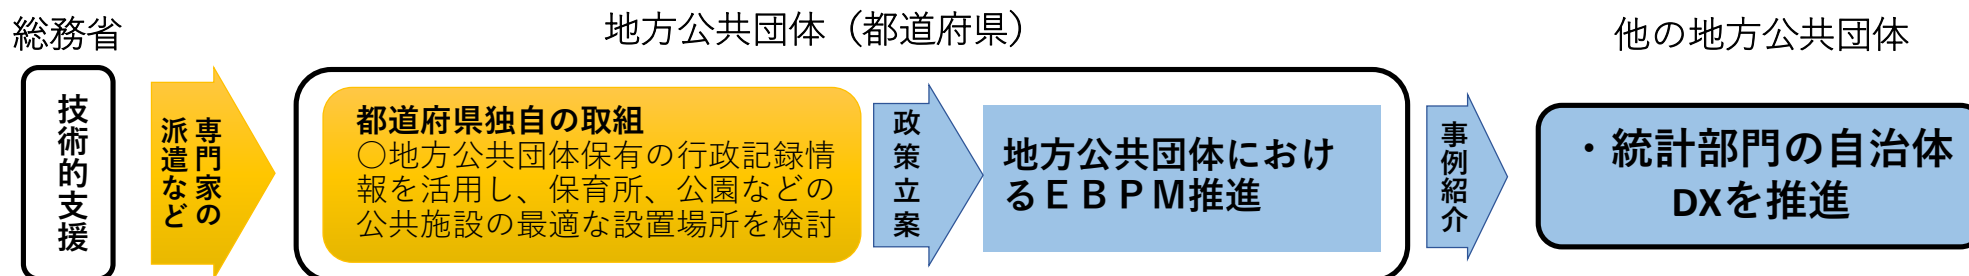 総務省
技術的支援
専門家の
派遣など
地方公共団体（都道府県）
都道府県独自の取組
○地方公共団体保有の行政記録情
報を活用し、保育所、公園などの
公共施設の最適な設置場所を検討
政策立案
地方公共団体におけ
るＥＢＰＭ推進
事例紹介
他の地方公共団体
・統計部門の自治体
DXを推進